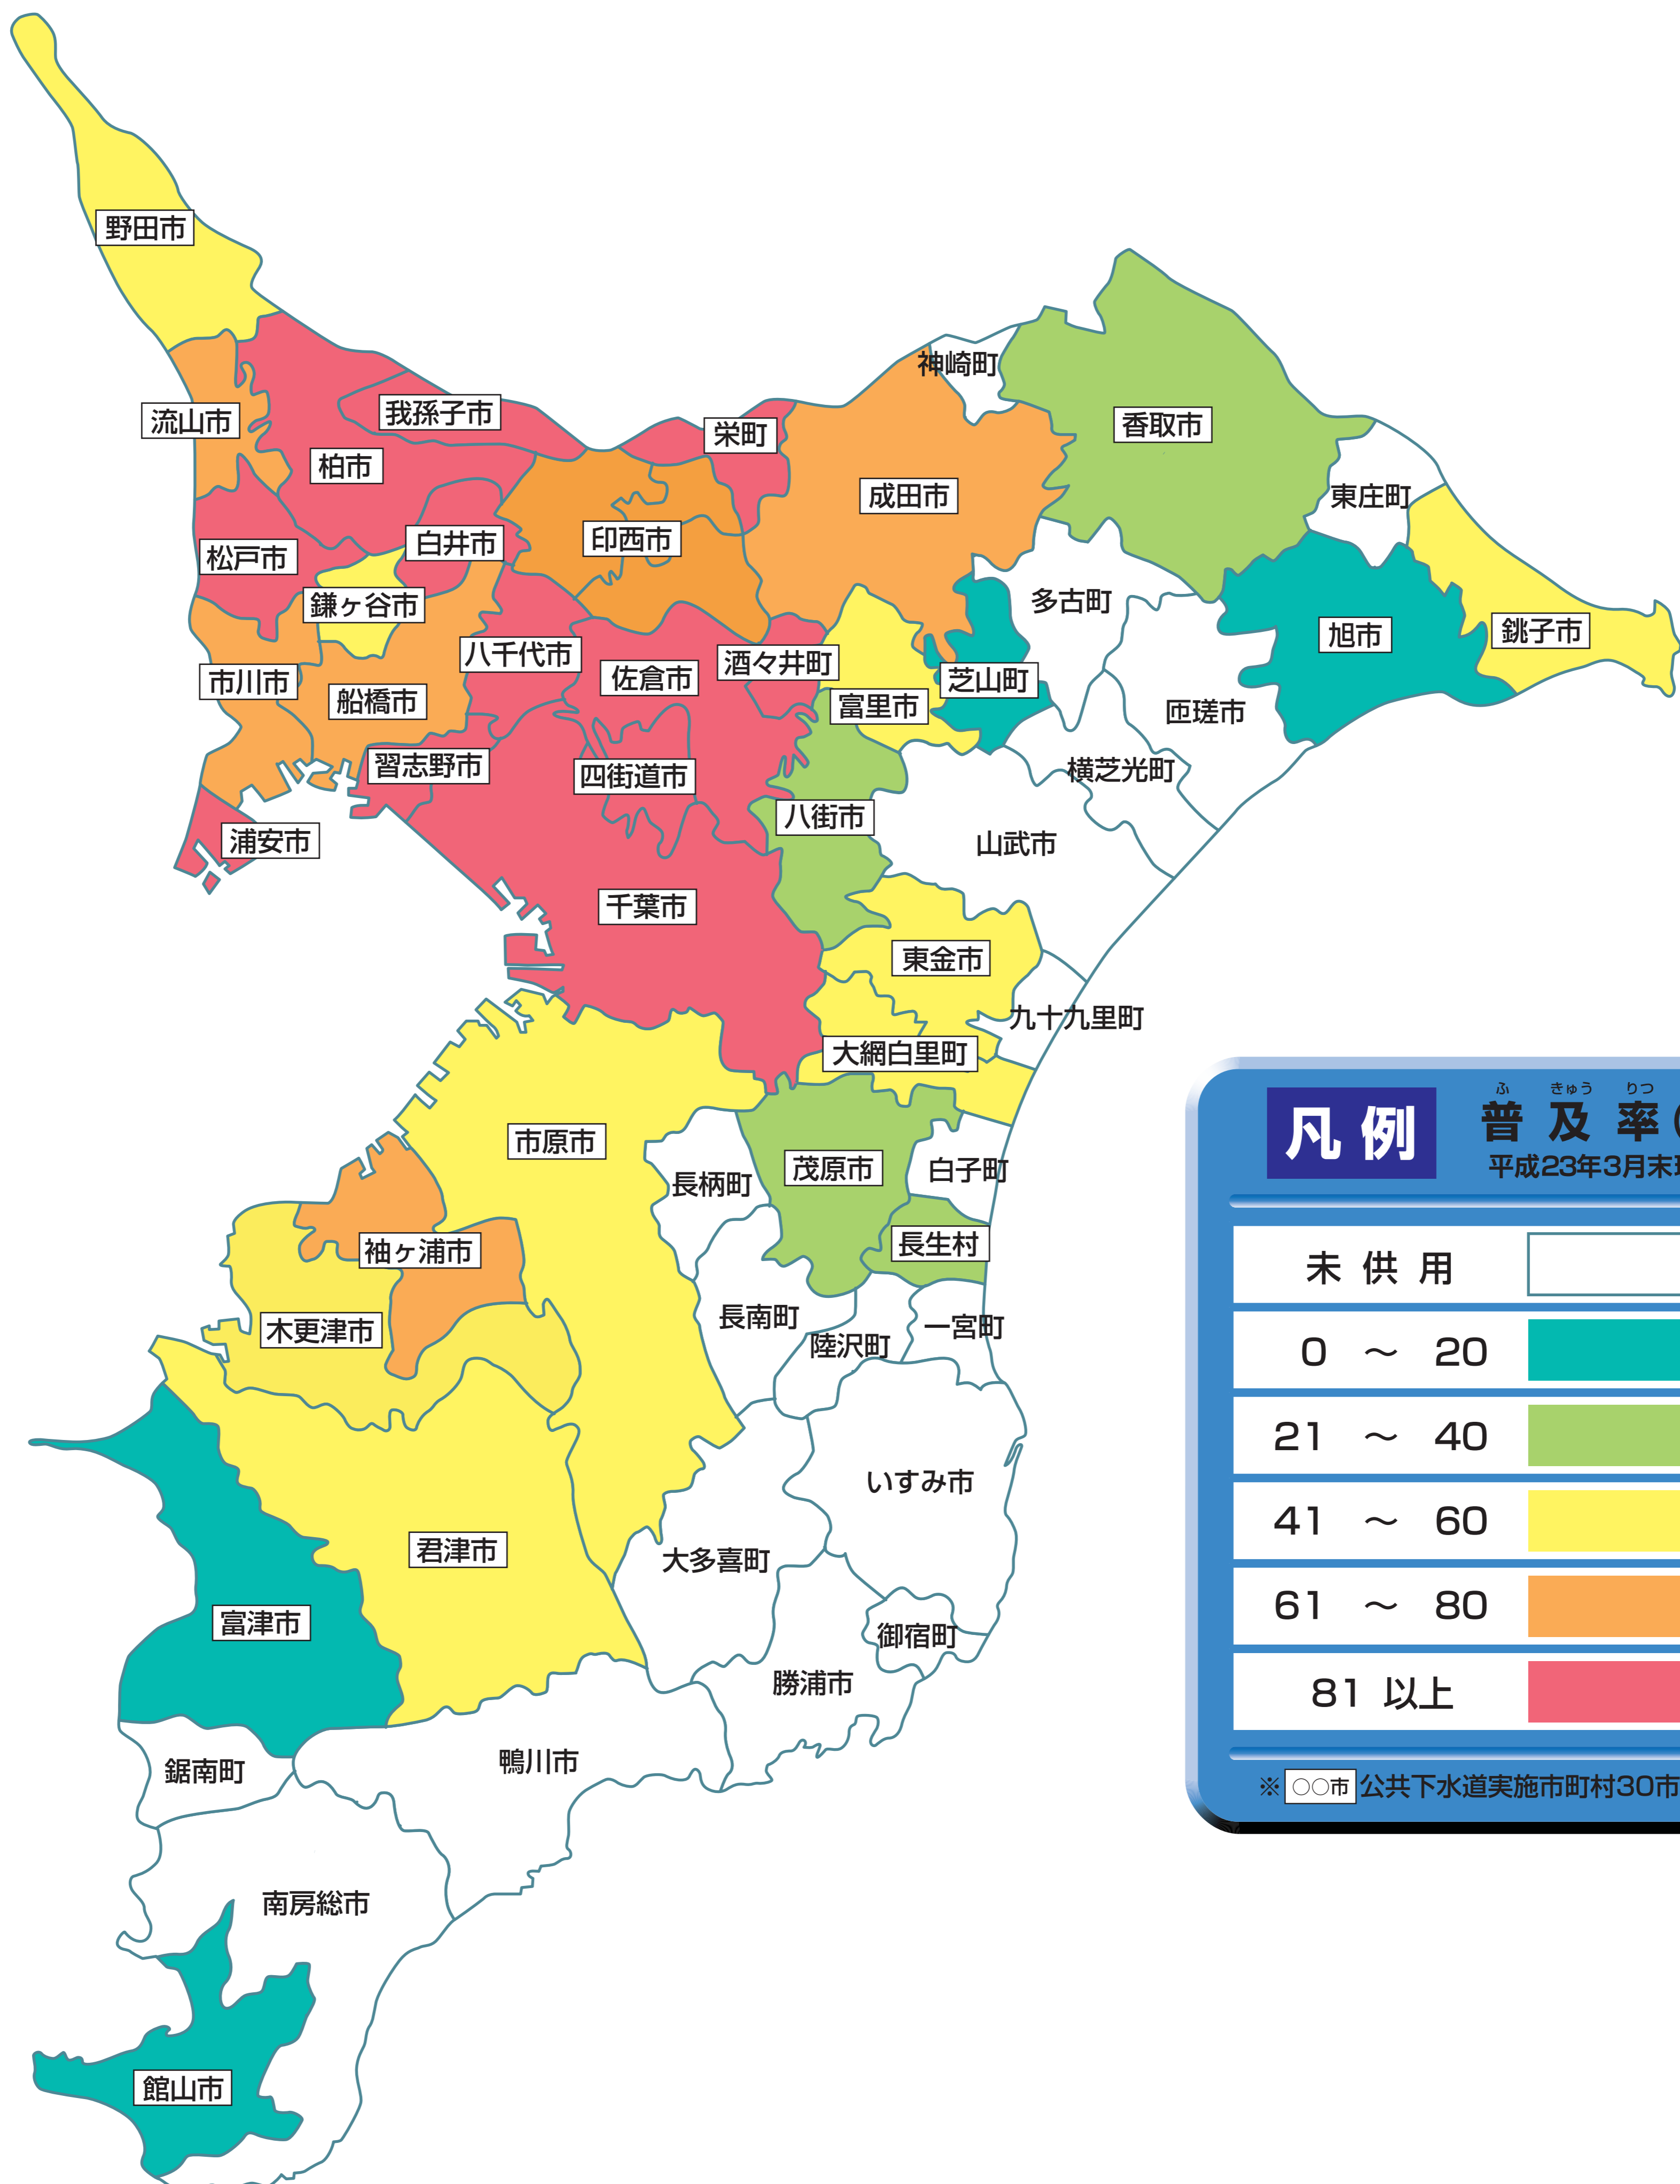 野田市
流山市
我孫子市
柏市
栄町
神崎町
香取市
成田市
東庄町
松戸市
白井市
印西市
鎌ヶ谷市
多古町
旭市
銚子市
市川市
船橋市
八千代市
佐倉市
酒々井町
富里市
芝山町
匝瑳市
習志野市
四街道市
八街市
横芝光町
浦安市
山武市
千葉市
東金市
九十九里町
大網白里町
市原市
長柄町
茂原市
白子町
長生村
袖ヶ浦市
木更津市
長南町
陸沢町
一宮町
いすみ市
君津市
大多喜町
富津市
御宿町
勝浦市
鋸南町
鴨川市
南房総市
館山市
凡例
ふ きゅう りつ
普及率(
平成23年3月末
未供用
0 ～ 20
21 ～ 40
41 ～ 60
61 ～ 80
81 以上
※ ○○市 公共下水道実施市町村30市